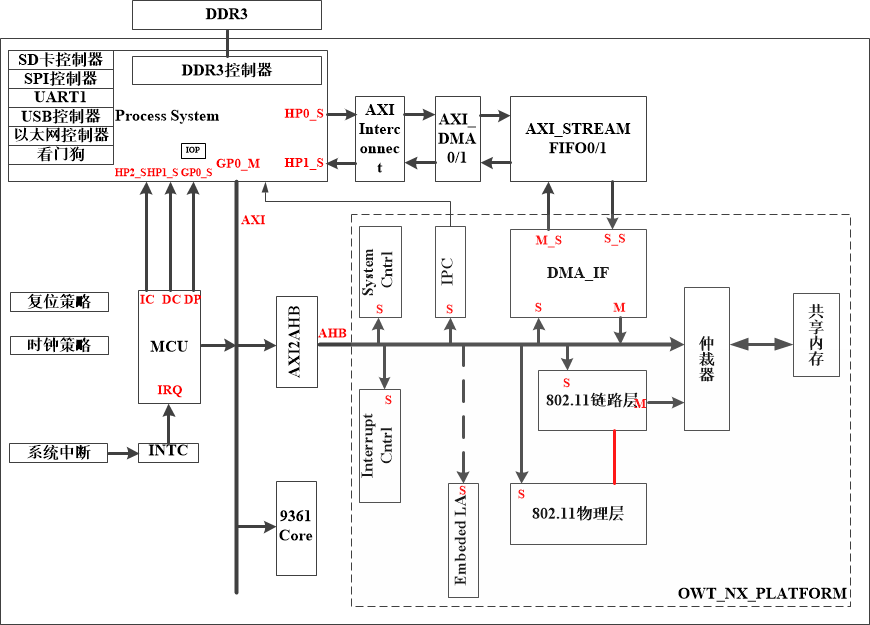 DDR3
SD卡控制器
SPI控制器
UART1
USB控制器
以太网控制器
看门狗
DDR3控制器
Process System
IOP
HP0_S
HP1_S
HP2_S
HP1_S
GP0_S
GP0_M
AXI
Interc
onnec
t
AXI_
DMA
0/1
AXI_STREAM
FIFO0/1
AXI
M_S
S_S
DMA_IF
S
M
System
Cntrl
S
IPC
S
复位策略
时钟策略
IC
DC
DP
MCU
IRQ
系统中断
INTC
AXI2AHB
AHB
仲裁器
共享内存
S
802.11链路层
M
S
Interrupt
Cntrl
S
Embeded LA
S
802.11物理层
9361
Core
OWT_NX_PLATFORM